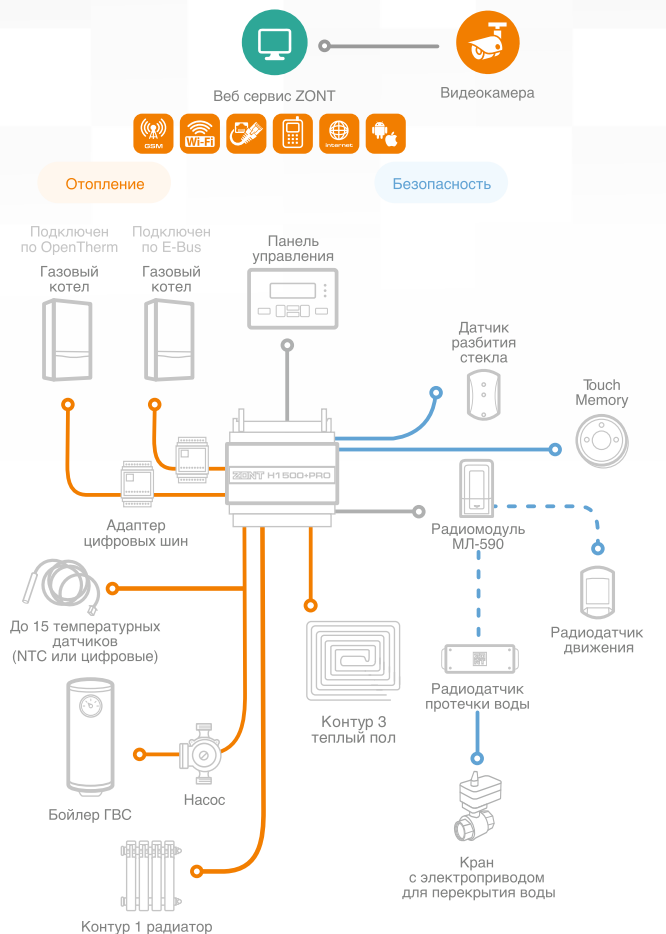 Веб сервис ZONT
Видеокамера
GSM
Wi-Fi
internet
Отопление
Безопасность
Подключен
по OpenTherm
Подключен
по E-Bus
Газовый
котел
Газовый
котел
Панель
управления
Датчик
разбития
стекла
Touch
Memory
ZONT H1500+PRO
Адаптер
цифровых шин
Радиомодуль
МЛ-590
До 15 температурных
датчиков
(NTC или цифровые)
Радиодатчик
движения
Радиодатчик
протечки воды
Контур 3
теплый пол
Насос
Бойлер ГВС
Кран
с электроприводом
для перекрытия воды
Контур 1 радиатор